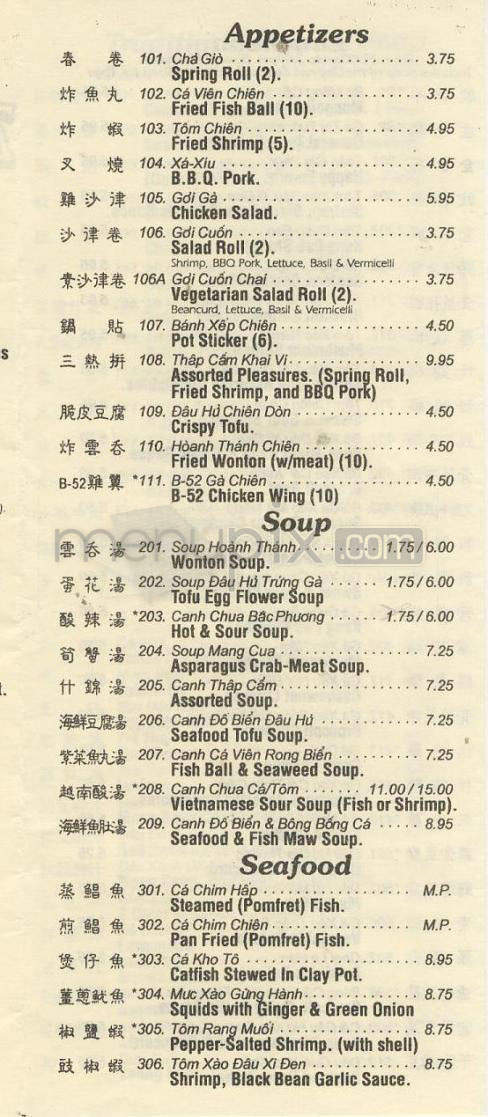 Appetizers
春 卷 101. Chả Giò 3.75
Spring Roll (2).
炸魚丸 102. Cá Viên Chiên 3.75
Fried Fish Ball (10).
炸 蝦 103. Tôm Chiên 4.95
Fried Shrimp (5).
叉 燒 104. Xá-Xiu 4.95
B.B.Q. Pork.
雞沙律 105. Gỏi Gà 5.95
Chicken Salad.
沙律卷 106. Gỏi Cuốn 3.75
Salad Roll (2).
Shrimp, BBQ Pork, Lettuce, Basil & Vermicelli
素沙律卷 106A Gỏi Cuốn Chai 3.75
Vegetarian Salad Roll (2).
Beancurd, Lettuce, Basil & Vermicelli
鍋 貼 107. Bánh Xếp Chiên 4.50
Pot Sticker (6).
三熱拼 108. Thập Cẩm Khai Vị 9.95
Assorted Pleasures. (Spring Roll,
Fried Shrimp, and BBQ Pork)
脆皮豆腐 109. Đâu Hủ Chiên Dòn 4.50
Crispy Tofu.
炸雲吞 110. Hòanh Thánh Chiên 4.50
Fried Wonton (w/meat) (10).
B-52雞翼 *111. B-52 Gà Chiên 4.50
B-52 Chicken Wing (10)
Soup
menupix.com
雲吞湯 201. Soup Hoành Thánh 1.75/6.00
Wonton Soup.
蛋花湯 202. Soup Đâu Hủ Trứng Gà 1.75/6.00
Tofu Egg Flower Soup
酸辣湯 *203. Canh Chua Bắc Phương 1.75/6.00
Hot & Sour Soup.
筍蟹湯 204. Soup Mang Cua 7.25
Asparagus Crab-Meat Soup.
什錦湯 205. Canh Thập Cẩm 7.25
Assorted Soup.
海鮮豆腐湯 206. Canh Đồ Biển Đâu Hủ 7.25
Seafood Tofu Soup.
紫菜魚丸湯 207. Canh Cá Viên Rong Biển 7.25
Fish Ball & Seaweed Soup.
越南酸湯 *208. Canh Chua Cá/Tôm 11.00/15.00
Vietnamese Sour Soup (Fish or Shrimp).
海鮮魚肚湯 209. Canh Đồ Biển & Bông Bống Cá 8.95
Seafood & Fish Maw Soup.
Seafood
蒸鯧魚 301. Cá Chim Hấp M.P.
Steamed (Pomfret) Fish.
煎鯧魚 302. Cá Chim Chiên M.P.
Pan Fried (Pomfret) Fish.
煲仔魚 *303. Cá Kho Tô 8.95
Catfish Stewed In Clay Pot.
薑蔥魷魚 *304. Mưc Xào Gừng Hành 8.75
Squids with Ginger & Green Onion
椒鹽蝦 *305. Tôm Rang Muối 8.75
Pepper-Salted Shrimp. (with shell)
豉椒蝦 306. Tôm Xào Đâu Xỉ Đen 8.75
Shrimp, Black Bean Garlic Sauce.